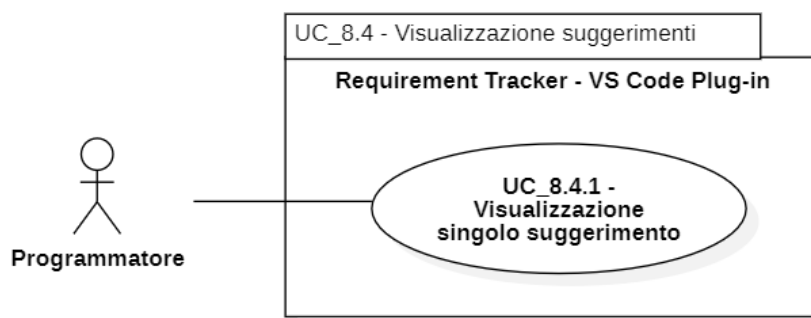 UC_8.4 - Visualizzazione suggerimenti
Requirement Tracker - VS Code Plug-in
UC_8.4.1 -
Visualizzazione
singolo suggerimento
Programmatore